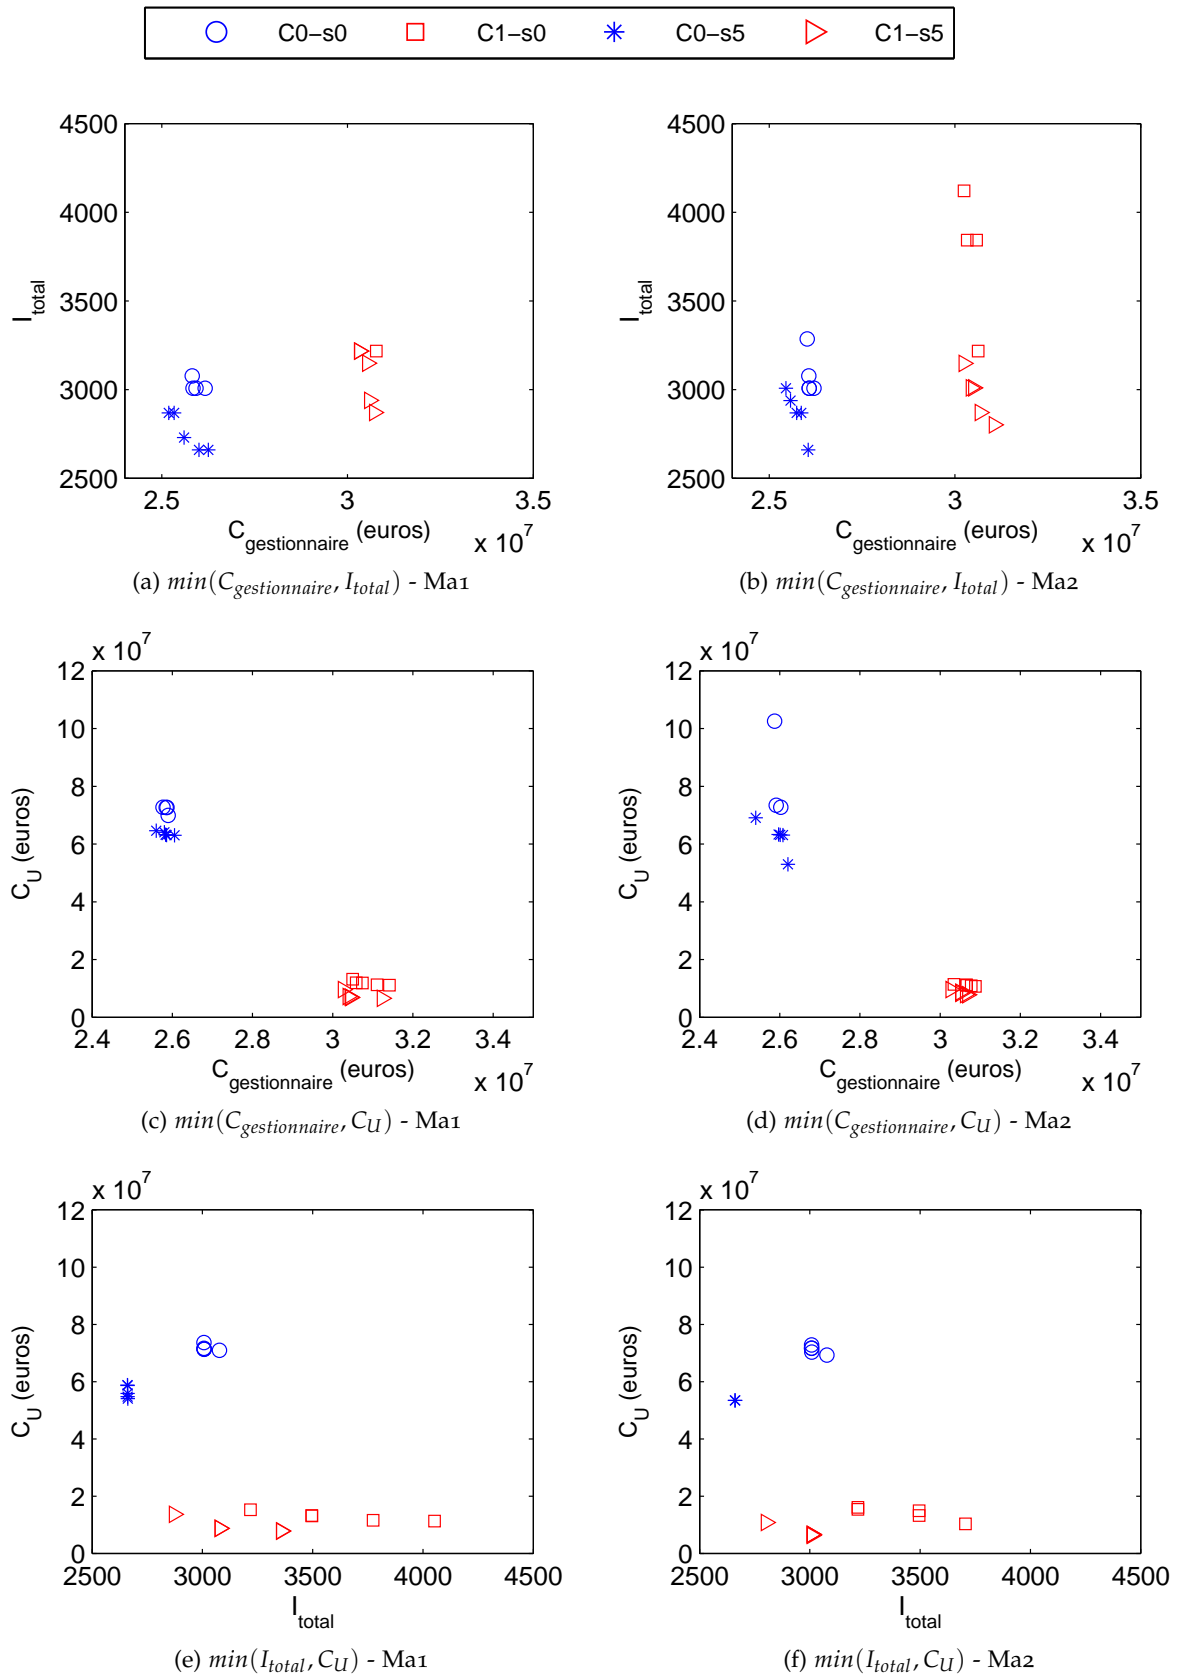 C0−s0 C1−s0 C0−s5 C1−s5
4500
4000
3500
3000
2500
I_total
2.5 3 3.5
C_gestionnaire (euros) x 10^7
(a) min(C_gestionnaire, I_total) - Ma1
4500
4000
3500
3000
2500
I_total
2.5 3 3.5
C_gestionnaire (euros) x 10^7
(b) min(C_gestionnaire, I_total) - Ma2
x 10^7
12
10
8
6
4
2
0
C_U (euros)
2.4 2.6 2.8 3 3.2 3.4
C_gestionnaire (euros) x 10^7
(c) min(C_gestionnaire, C_U) - Ma1
x 10^7
12
10
8
6
4
2
0
C_U (euros)
2.4 2.6 2.8 3 3.2 3.4
C_gestionnaire (euros) x 10^7
(d) min(C_gestionnaire, C_U) - Ma2
x 10^7
12
10
8
6
4
2
0
C_U (euros)
2500 3000 3500 4000 4500
I_total
(e) min(I_total, C_U) - Ma1
x 10^7
12
10
8
6
4
2
0
C_U (euros)
2500 3000 3500 4000 4500
I_total
(f) min(I_total, C_U) - Ma2